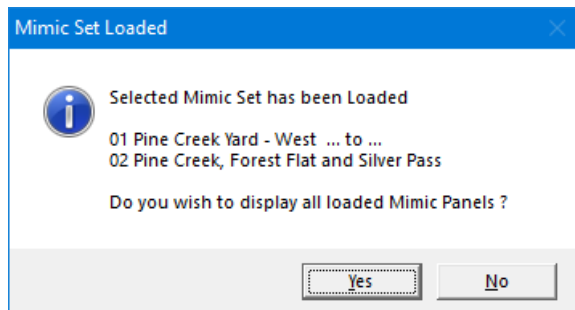 Mimic Set Loaded
Selected Mimic Set has been Loaded
01 Pine Creek Yard - West ... to ...
02 Pine Creek, Forest Flat and Silver Pass
Do you wish to display all loaded Mimic Panels ?
Yes
No